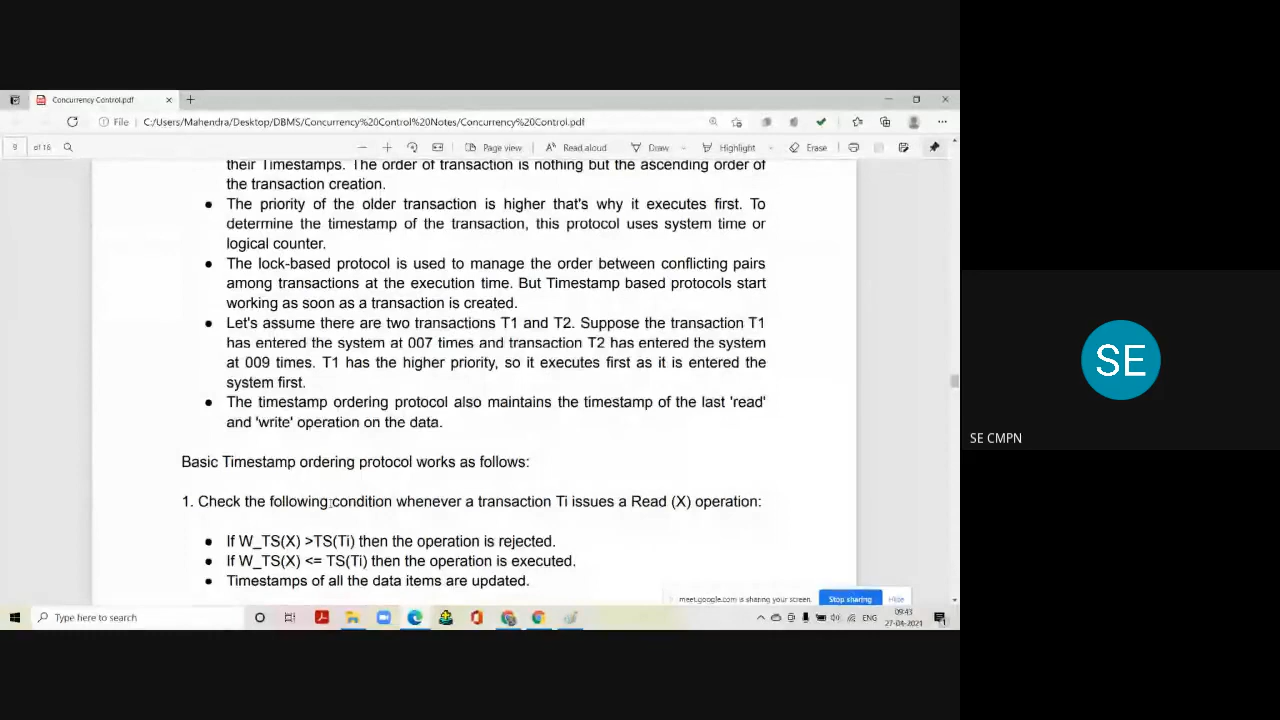 Concurrency Control.pdf
File C:/Users/Mahendra/Desktop/DBMS/Concurrency%20Control%20Notes/Concurrency%20Control.pdf
9 of 16 Page view Read aloud Draw Highlight Erase
their Timestamps. The order of transaction is nothing but the ascending order of
the transaction creation.
● The priority of the older transaction is higher that's why it executes first. To
determine the timestamp of the transaction, this protocol uses system time or
logical counter.
● The lock-based protocol is used to manage the order between conflicting pairs
among transactions at the execution time. But Timestamp based protocols start
working as soon as a transaction is created.
● Let's assume there are two transactions T1 and T2. Suppose the transaction T1
has entered the system at 007 times and transaction T2 has entered the system
at 009 times. T1 has the higher priority, so it executes first as it is entered the
system first.
● The timestamp ordering protocol also maintains the timestamp of the last 'read'
and 'write' operation on the data.
Basic Timestamp ordering protocol works as follows:
1. Check the following condition whenever a transaction Ti issues a Read (X) operation:
● If W_TS(X) >TS(Ti) then the operation is rejected.
● If W_TS(X) <= TS(Ti) then the operation is executed.
● Timestamps of all the data items are updated.
meet.google.com is sharing your screen. Stop sharing Hide
Type here to search
ENG
09:43
27-04-2021
SE
SE CMPN